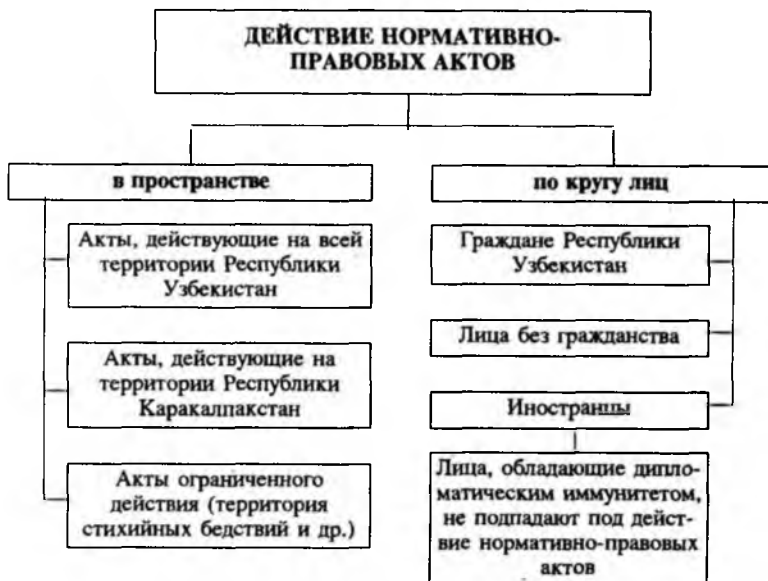 ДЕЙСТВИЕ НОРМАТИВНО-
ПРАВОВЫХ АКТОВ
в пространстве
Акты, действующие на всей
территории Республики
Узбекистан
Акты, действующие на
территории Республики
Каракалпакстан
Акты ограниченного
действия (территория
стихийных бедствий и др.)
по кругу лиц
Граждане Республики
Узбекистан
Лица без гражданства
Иностранцы
Лица, обладающие дипло-
матическим иммунитетом,
не подпадают под дейст-
вие нормативно-правовых
актов